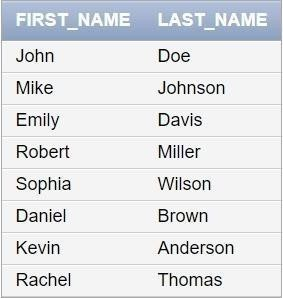 FIRST_NAME LAST_NAME
John Doe
Mike Johnson
Emily Davis
Robert Miller
Sophia Wilson
Daniel Brown
Kevin Anderson
Rachel Thomas